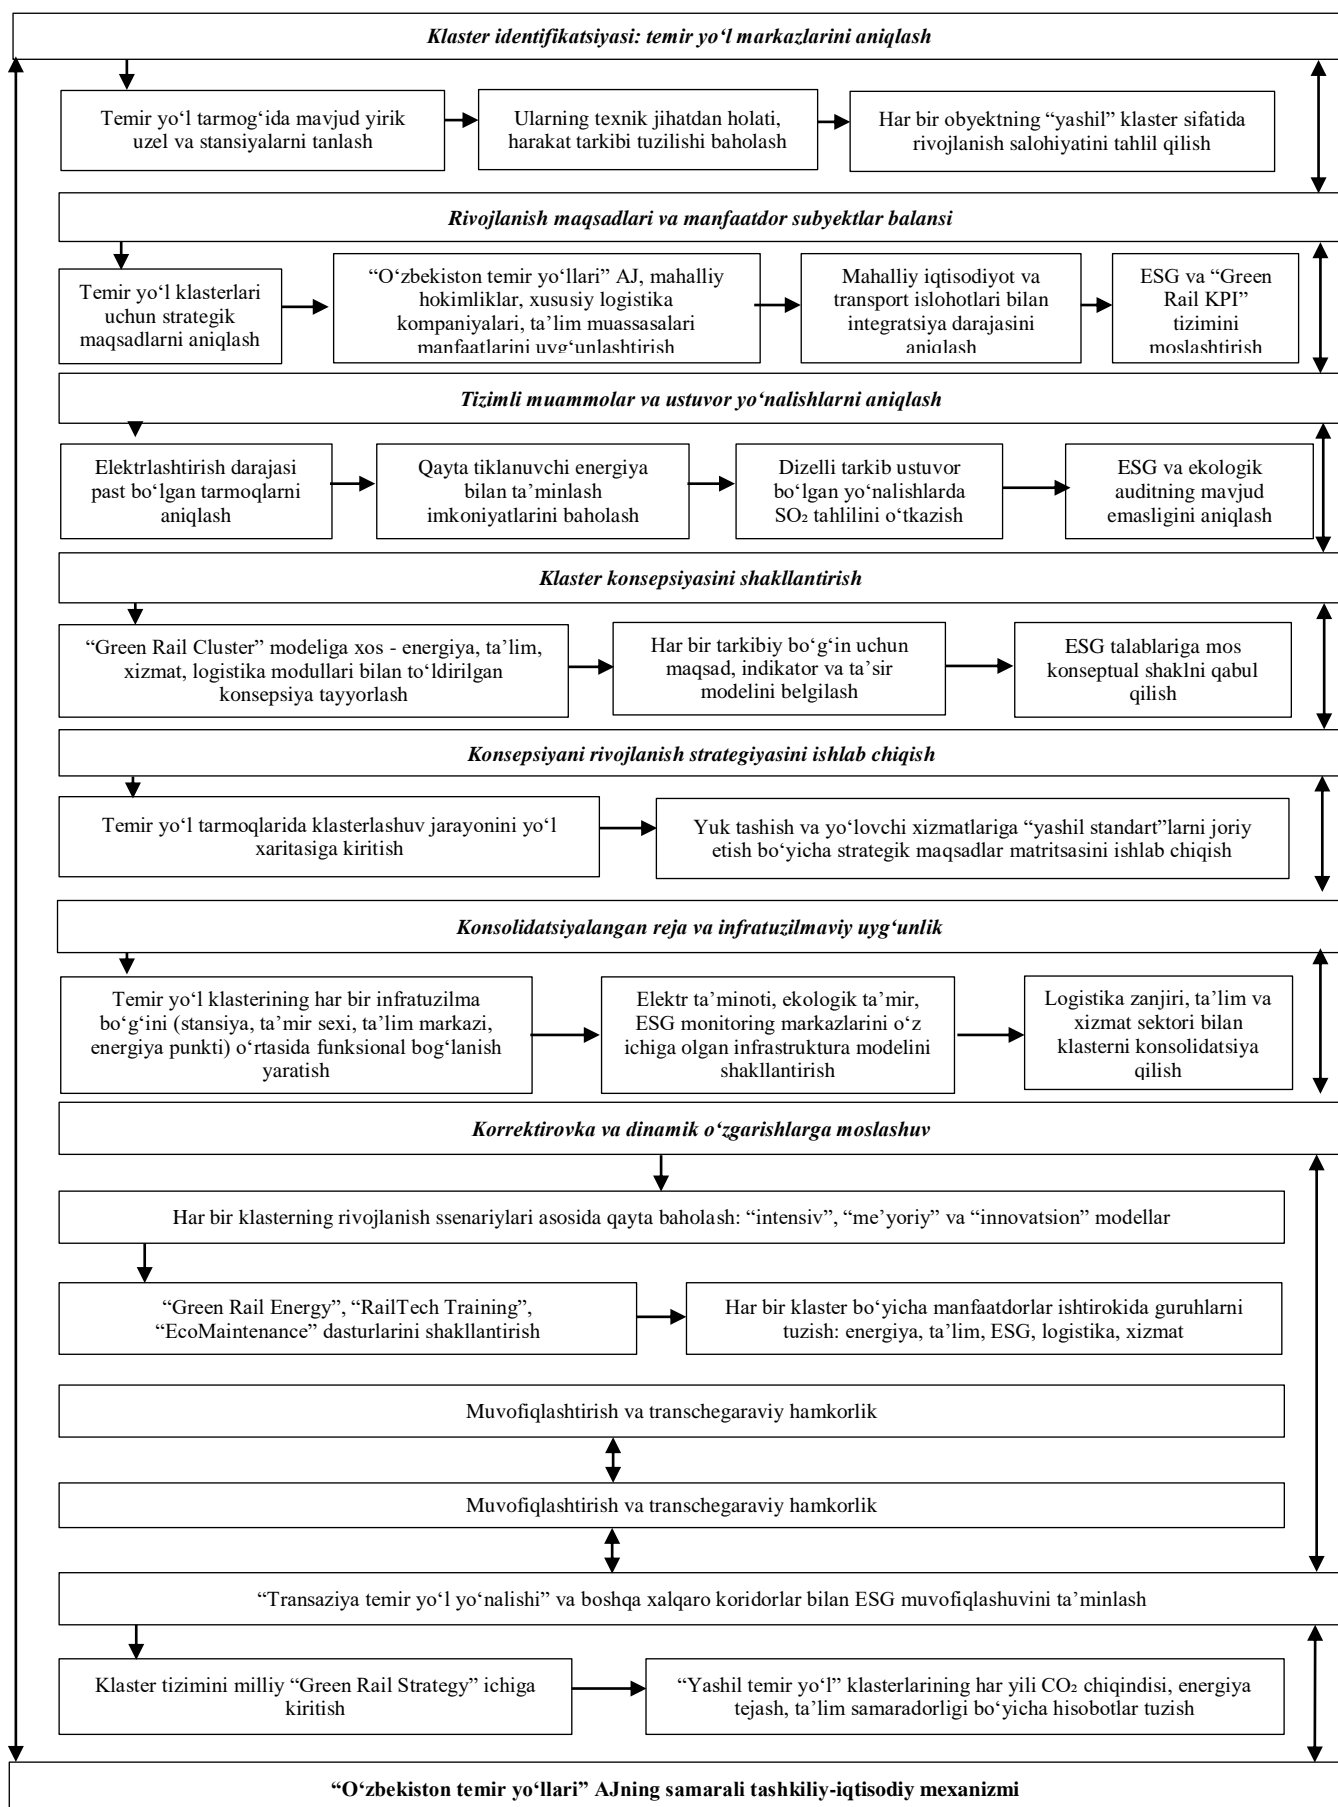 Klaster identifikatsiyasi: temir yo‘l markazlarini aniqlash
Temir yo‘l tarmog‘ida mavjud yirik
uzel va stansiyalarni tanlash
Ularning texnik jihatdan holati,
harakat tarkibi tuzilishi baholash
Har bir obyektning “yashil” klaster sifatida
rivojlanish salohiyatini tahlil qilish
Rivojlanish maqsadlari va manfaatdor subyektlar balansi
Temir yo‘l klasterlari
uchun strategik
maqsadlarni aniqlash
“O‘zbekiston temir yo‘llari” AJ, mahalliy
hokimliklar, xususiy logistika
kompaniyalari, ta’lim muassasalari
manfaatlarini uyg‘unlashtirish
Mahalliy iqtisodiyot va
transport islohotlari bilan
integratsiya darajasini
aniqlash
ESG va “Green
Rail KPI”
tizimini
moslashtirish
Tizimli muammolar va ustuvor yo‘nalishlarni aniqlash
Elektrlashtirish darajasi
past bo‘lgan tarmoqlarni
aniqlash
Qayta tiklanuvchi energiya
bilan ta’minlash
imkoniyatlarini baholash
Dizelli tarkib ustuvor
bo‘lgan yo‘nalishlarda
SO₂ tahlilini o‘tkazish
ESG va ekologik
auditning mavjud
emasligini aniqlash
Klaster konsepsiyasini shakllantirish
“Green Rail Cluster” modeliga xos - energiya, ta’lim,
xizmat, logistika modullari bilan to‘ldirilgan
konsepsiya tayyorlash
Har bir tarkibiy bo‘g‘in uchun
maqsad, indikator va ta’sir
modelini belgilash
ESG talablariga mos
konseptual shaklni qabul
qilish
Konsepsiyani rivojlanish strategiyasini ishlab chiqish
Temir yo‘l tarmoqlarida klasterlashuv jarayonini yo‘l
xaritasiga kiritish
Yuk tashish va yo‘lovchi xizmatlariga “yashil standart”larni joriy
etish bo‘yicha strategik maqsadlar matritsasini ishlab chiqish
Konsolidatsiyalangan reja va infratuzilmaviy uyg‘unlik
Temir yo‘l klasterining har bir infratuzilma
bo‘g‘ini (stansiya, ta’mir sexi, ta’lim markazi,
energiya punkti) o‘rtasida funksional bog‘lanish
yaratish
Elektr ta’minoti, ekologik ta’mir,
ESG monitoring markazlarini o‘z
ichiga olgan infrastruktura modelini
shakllantirish
Logistika zanjiri, ta’lim va
xizmat sektori bilan
klasterni konsolidatsiya
qilish
Korrektirovka va dinamik o‘zgarishlarga moslashuv
Har bir klasterning rivojlanish ssenariylari asosida qayta baholash: “intensiv”, “me’yoriy” va “innovatsion” modellar
“Green Rail Energy”, “RailTech Training”,
“EcoMaintenance” dasturlarini shakllantirish
Har bir klaster bo‘yicha manfaatdorlar ishtirokida guruhlarni
tuzish: energiya, ta’lim, ESG, logistika, xizmat
Muvofiqlashtirish va transchegaraviy hamkorlik
Muvofiqlashtirish va transchegaraviy hamkorlik
“Transaziya temir yo‘l yo‘nalishi” va boshqa xalqaro koridorlar bilan ESG muvofiqlashuvini ta’minlash
Klaster tizimini milliy “Green Rail Strategy” ichiga
kiritish
“Yashil temir yo‘l” klasterlarining har yili CO₂ chiqindisi, energiya
tejash, ta’lim samaradorligi bo‘yicha hisobotlar tuzish
“O‘zbekiston temir yo‘llari” AJning samarali tashkiliy-iqtisodiy mexanizmi